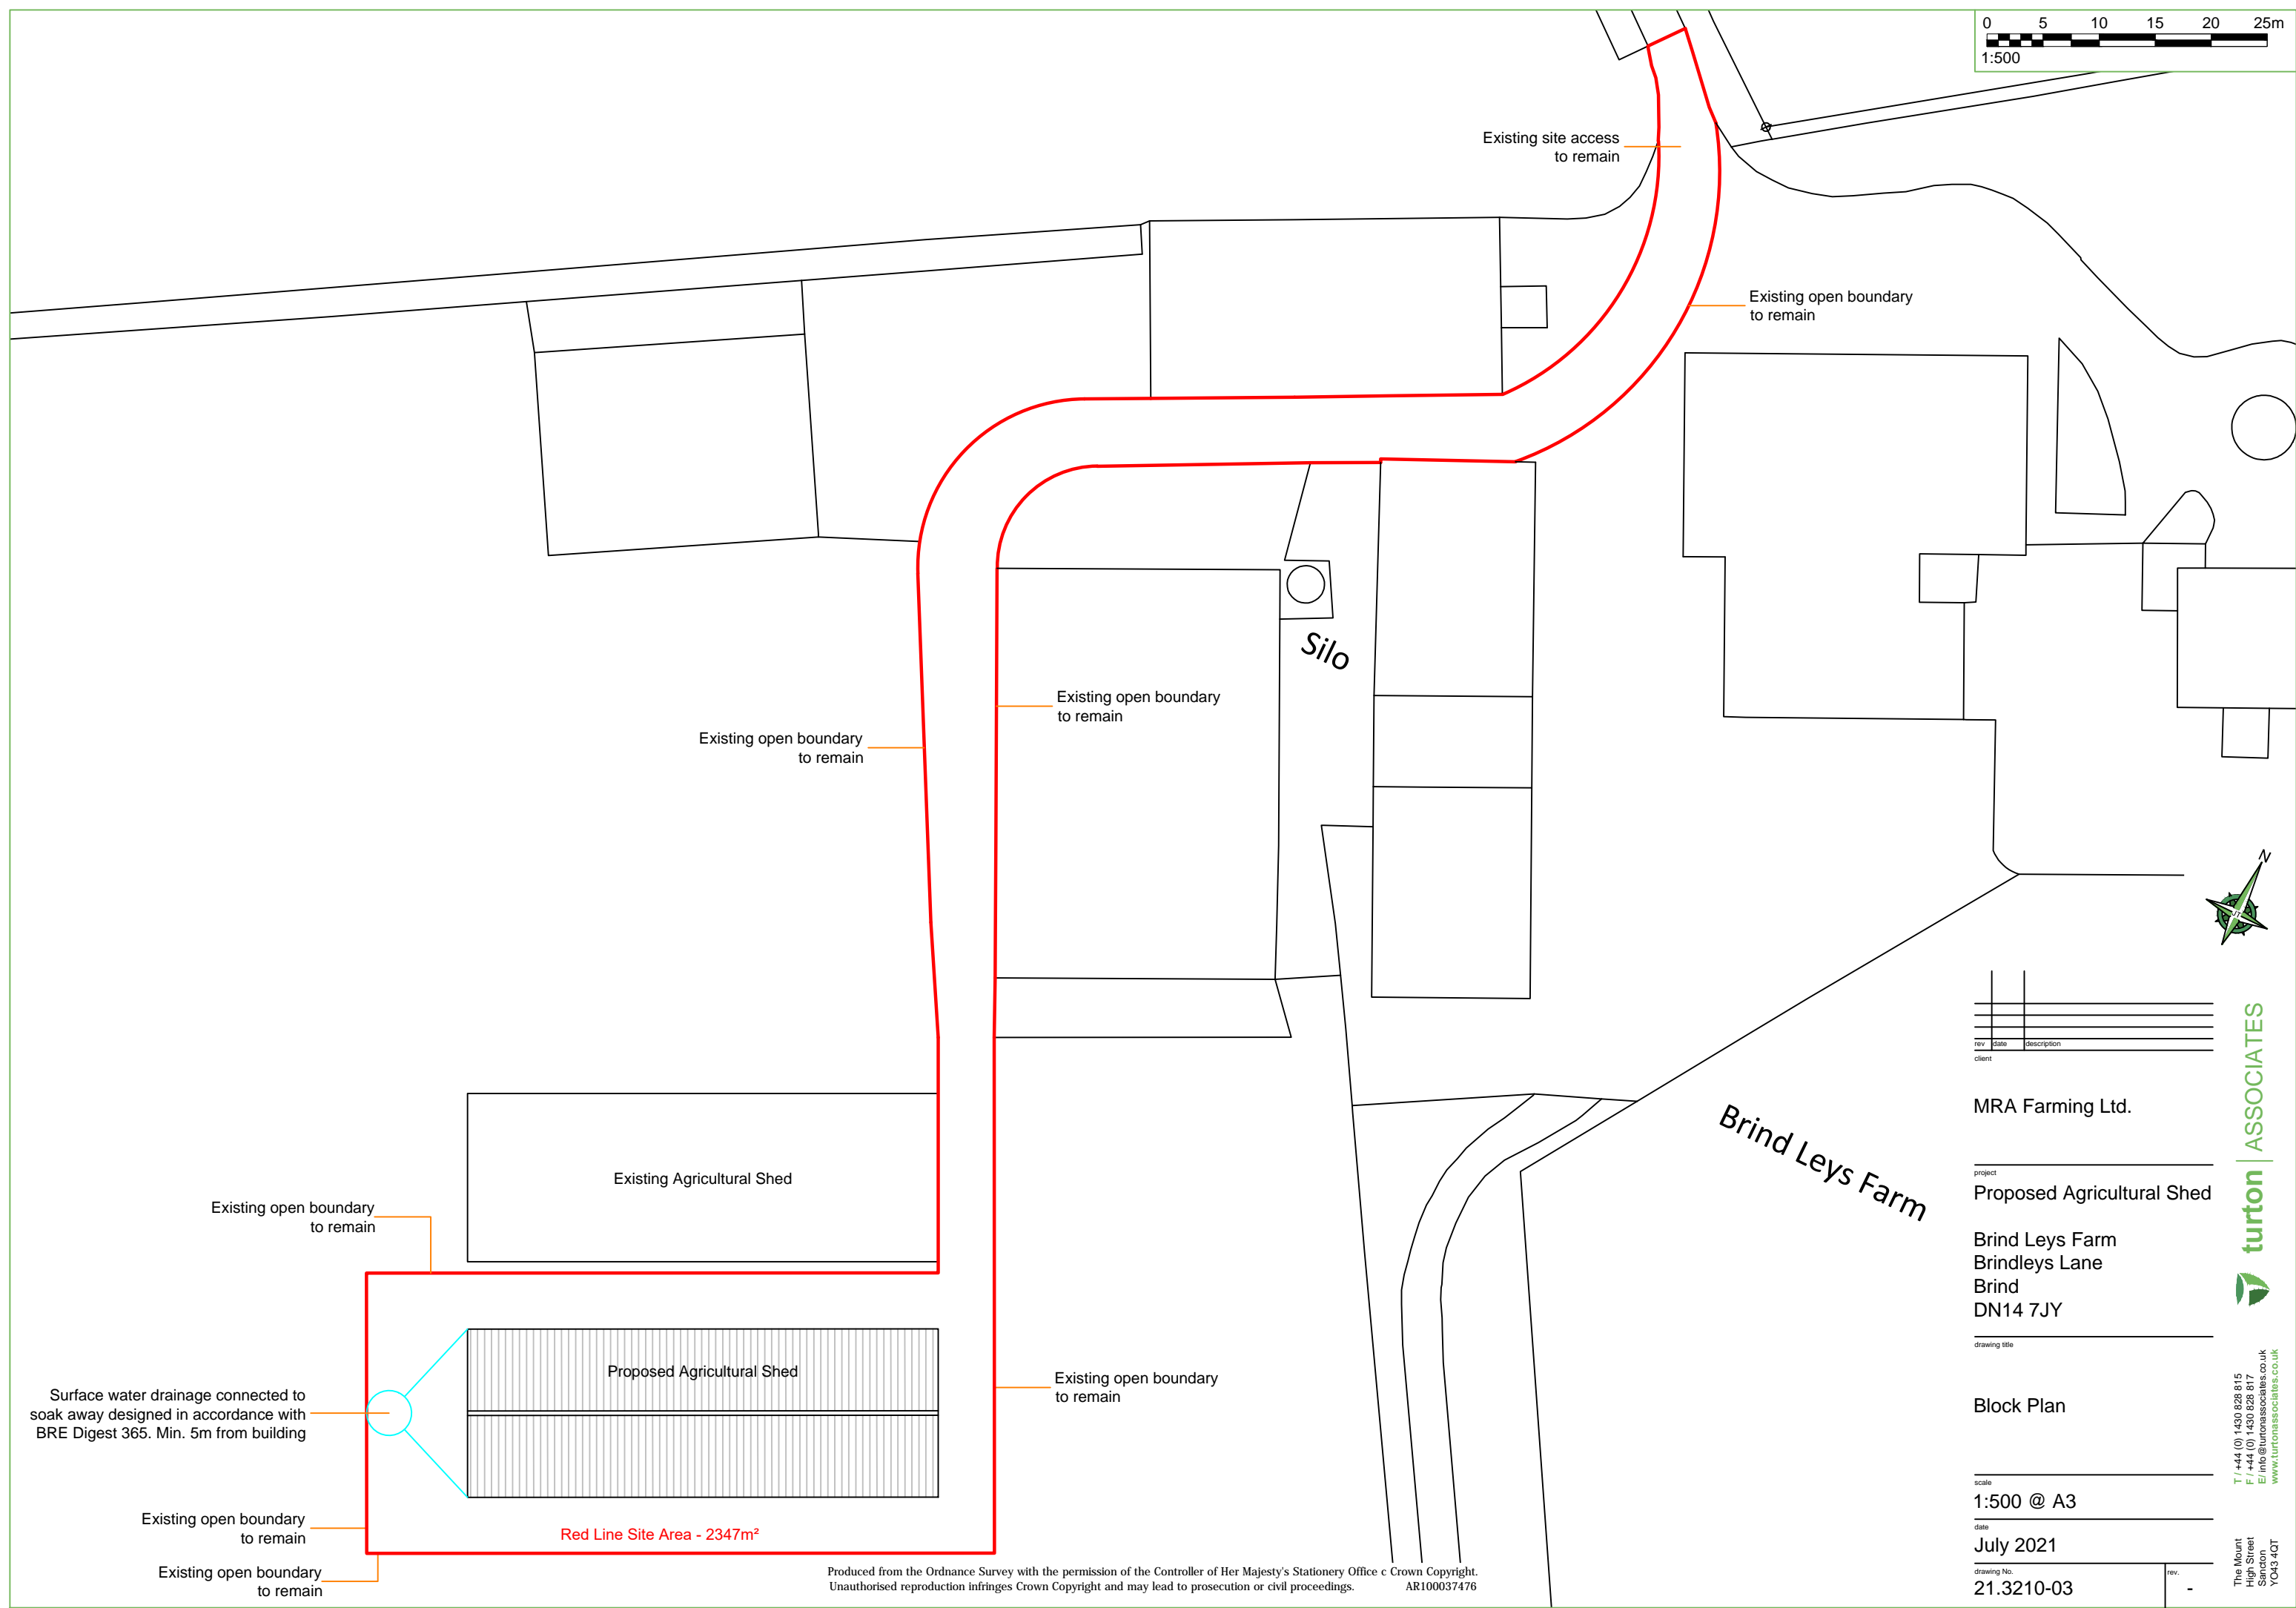 0 5 10 15 20 25m
1:500
Existing site access
to remain
Existing open boundary
to remain
Silo
Existing open boundary
to remain
Existing open boundary
to remain
N
Brind Leys Farm
Existing Agricultural Shed
Existing open boundary
to remain
Proposed Agricultural Shed
Existing open boundary
to remain
Surface water drainage connected to
soak away designed in accordance with
BRE Digest 365. Min. 5m from building
Existing open boundary
to remain
Red Line Site Area - 2347m²
Existing open boundary
to remain
Produced from the Ordnance Survey with the permission of the Controller of Her Majesty's Stationery Office c Crown Copyright.
Unauthorised reproduction infringes Crown Copyright and may lead to prosecution or civil proceedings. AR100037476
rev date description
client
MRA Farming Ltd.
project
Proposed Agricultural Shed
Brind Leys Farm
Brindleys Lane
Brind
DN14 7JY
drawing title
Block Plan
scale
1:500 @ A3
date
July 2021
drawing No. rev.
21.3210-03 -
turton | ASSOCIATES
T / +44 (0) 1430 828 815
F / +44 (0) 1430 828 817
E/ info@turtonassociates.co.uk
www.turtonassociates.co.uk
The Mount
High Street
Sancton
YO43 4QT